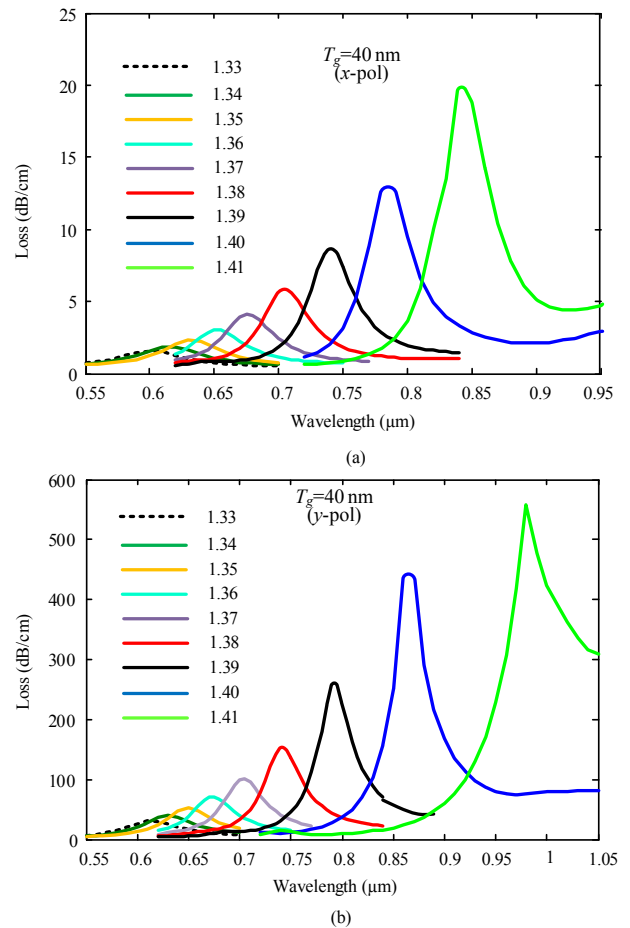 25
20
15
10
5
0
Loss (dB/cm)
T_g=40 nm
(x-pol)
1.33
1.34
1.35
1.36
1.37
1.38
1.39
1.40
1.41
0.55 0.6 0.65 0.7 0.75 0.8 0.85 0.9 0.95
Wavelength (μm)
(a)
600
500
400
300
200
100
0
Loss (dB/cm)
T_g=40 nm
(y-pol)
1.33
1.34
1.35
1.36
1.37
1.38
1.39
1.40
1.41
0.55 0.6 0.65 0.7 0.75 0.8 0.85 0.9 0.95 1 1.05
Wavelength (μm)
(b)